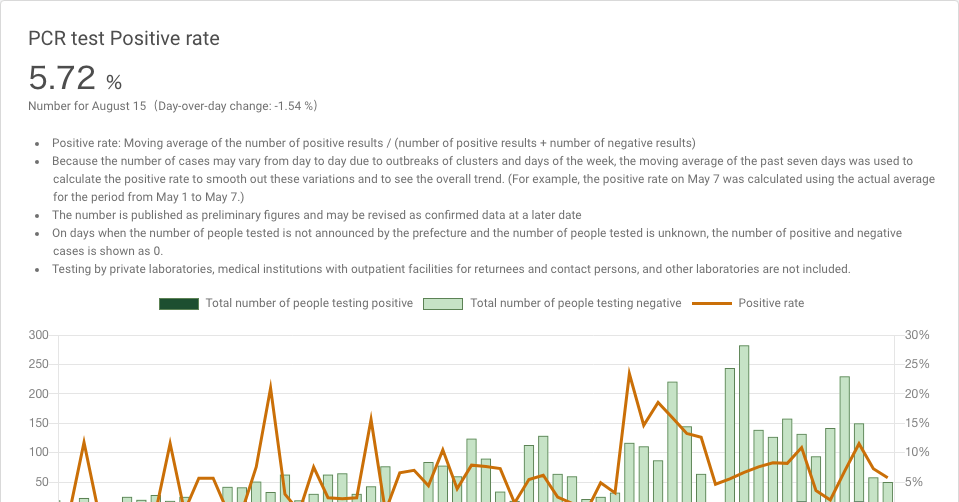 PCR test Positive rate
5.72 %
Number for August 15 (Day-over-day change: -1.54 %)
• Positive rate: Moving average of the number of positive results / (number of positive results + number of negative results)
• Because the number of cases may vary from day to day due to outbreaks of clusters and days of the week, the moving average of the past seven days was used to
calculate the positive rate to smooth out these variations and to see the overall trend. (For example, the positive rate on May 7 was calculated using the actual average
for the period from May 1 to May 7.)
• The number is published as preliminary figures and may be revised as confirmed data at a later date
• On days when the number of people tested is not announced by the prefecture and the number of people tested is unknown, the number of positive and negative
cases is shown as 0.
• Testing by private laboratories, medical institutions with outpatient facilities for returnees and contact persons, and other laboratories are not included.
Total number of people testing positive Total number of people testing negative Positive rate
300 30%
250 25%
200 20%
150 15%
100 10%
50 5%